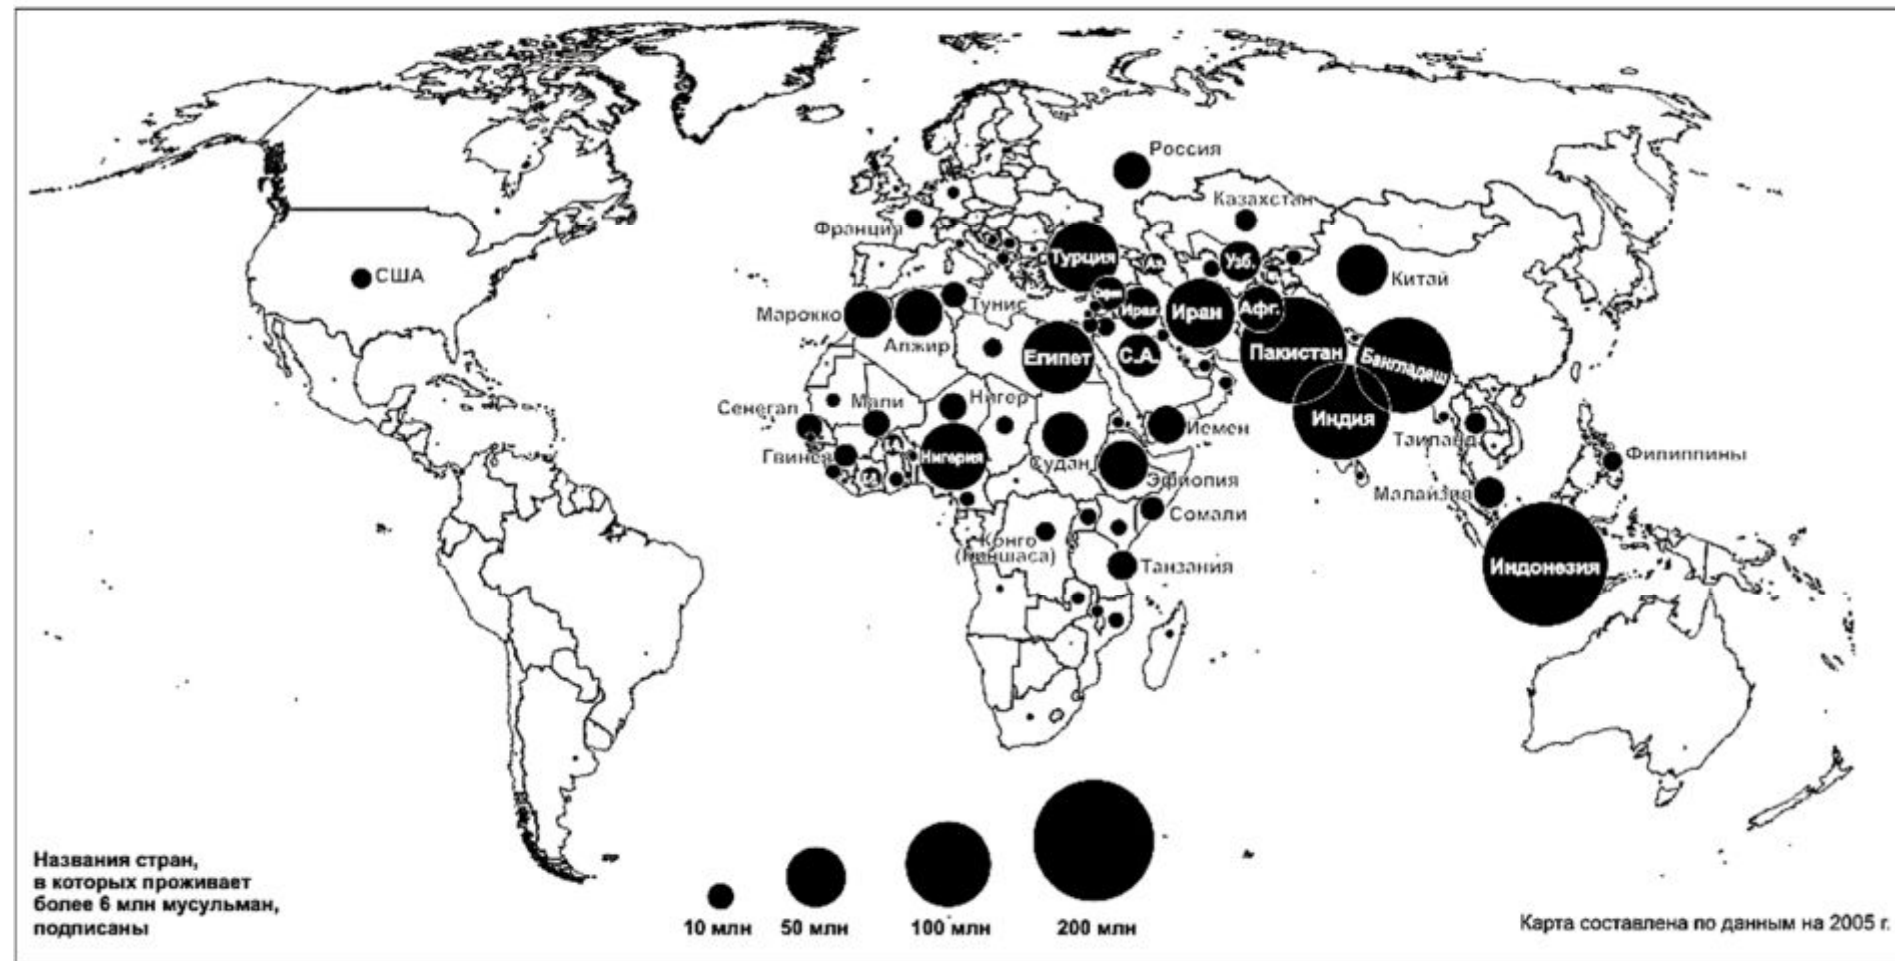 Россия
Казахстан
Франция
США
Турция
Аз.
Узб.
Китай
Марокко
Тунис
Алжир
Ирак
Иран
Афг.
Египет
С.А.
Пакистан
Бангладеш
Индия
Сенегал
Мали
Нигер
Йемен
Таиланд
Филиппины
Гвинея
Нигерия
Судан
Эфиопия
Малайзия
Сомали
Конго
(Киншаса)
Танзания
Индонезия
Названия стран,
в которых проживает
более 6 млн мусульман,
подписаны
10 млн
50 млн
100 млн
200 млн
Карта составлена по данным на 2005 г.